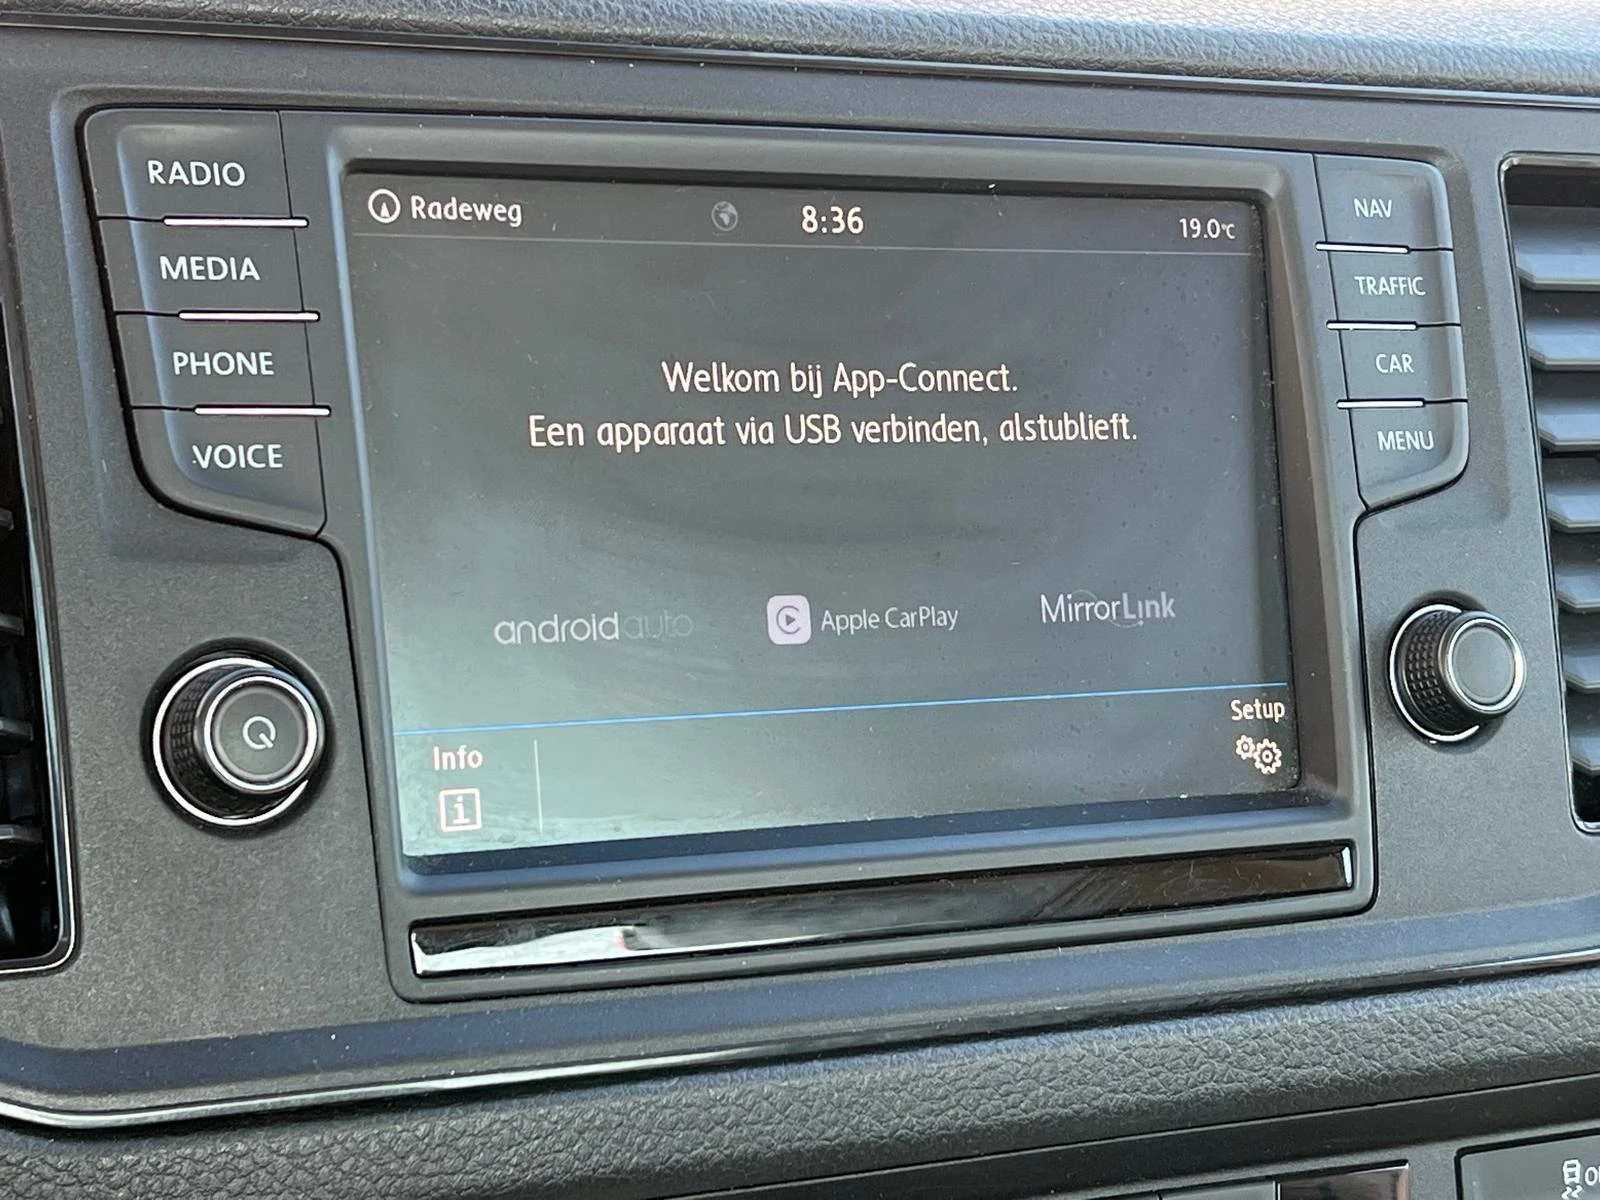 RADIO
MEDIA
PHONE
VOICE
Radeweg
8:36
19.0°C
Welkom bij App-Connect.
Een apparaat via USB verbinden, alstublieft.
androidauto
Apple CarPlay
MirrorLink
Info
i
Setup
NAV
TRAFFIC
CAR
MENU